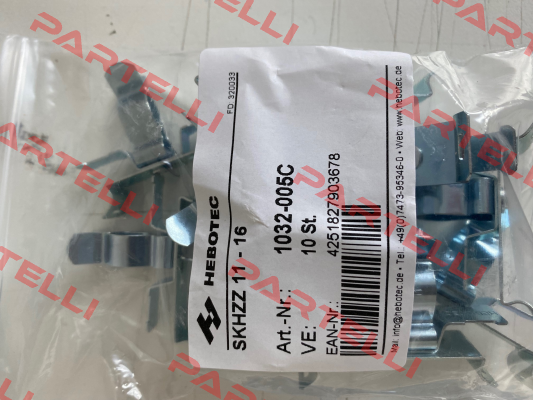 HEBOTEC
SKHZZ 11 - 16
FD 320033
Art.-Nr.: 1032-005C
VE: 10 St.
EAN-Nr.: 4251827903678
Mail. info@hebotec.de • Tel.: +49(0)7473-95346-0 • Web. www.hebotec.de
PARTELLI
PARTELLI
PARTELLI
PARTELLI
PARTELLI
PARTELLI